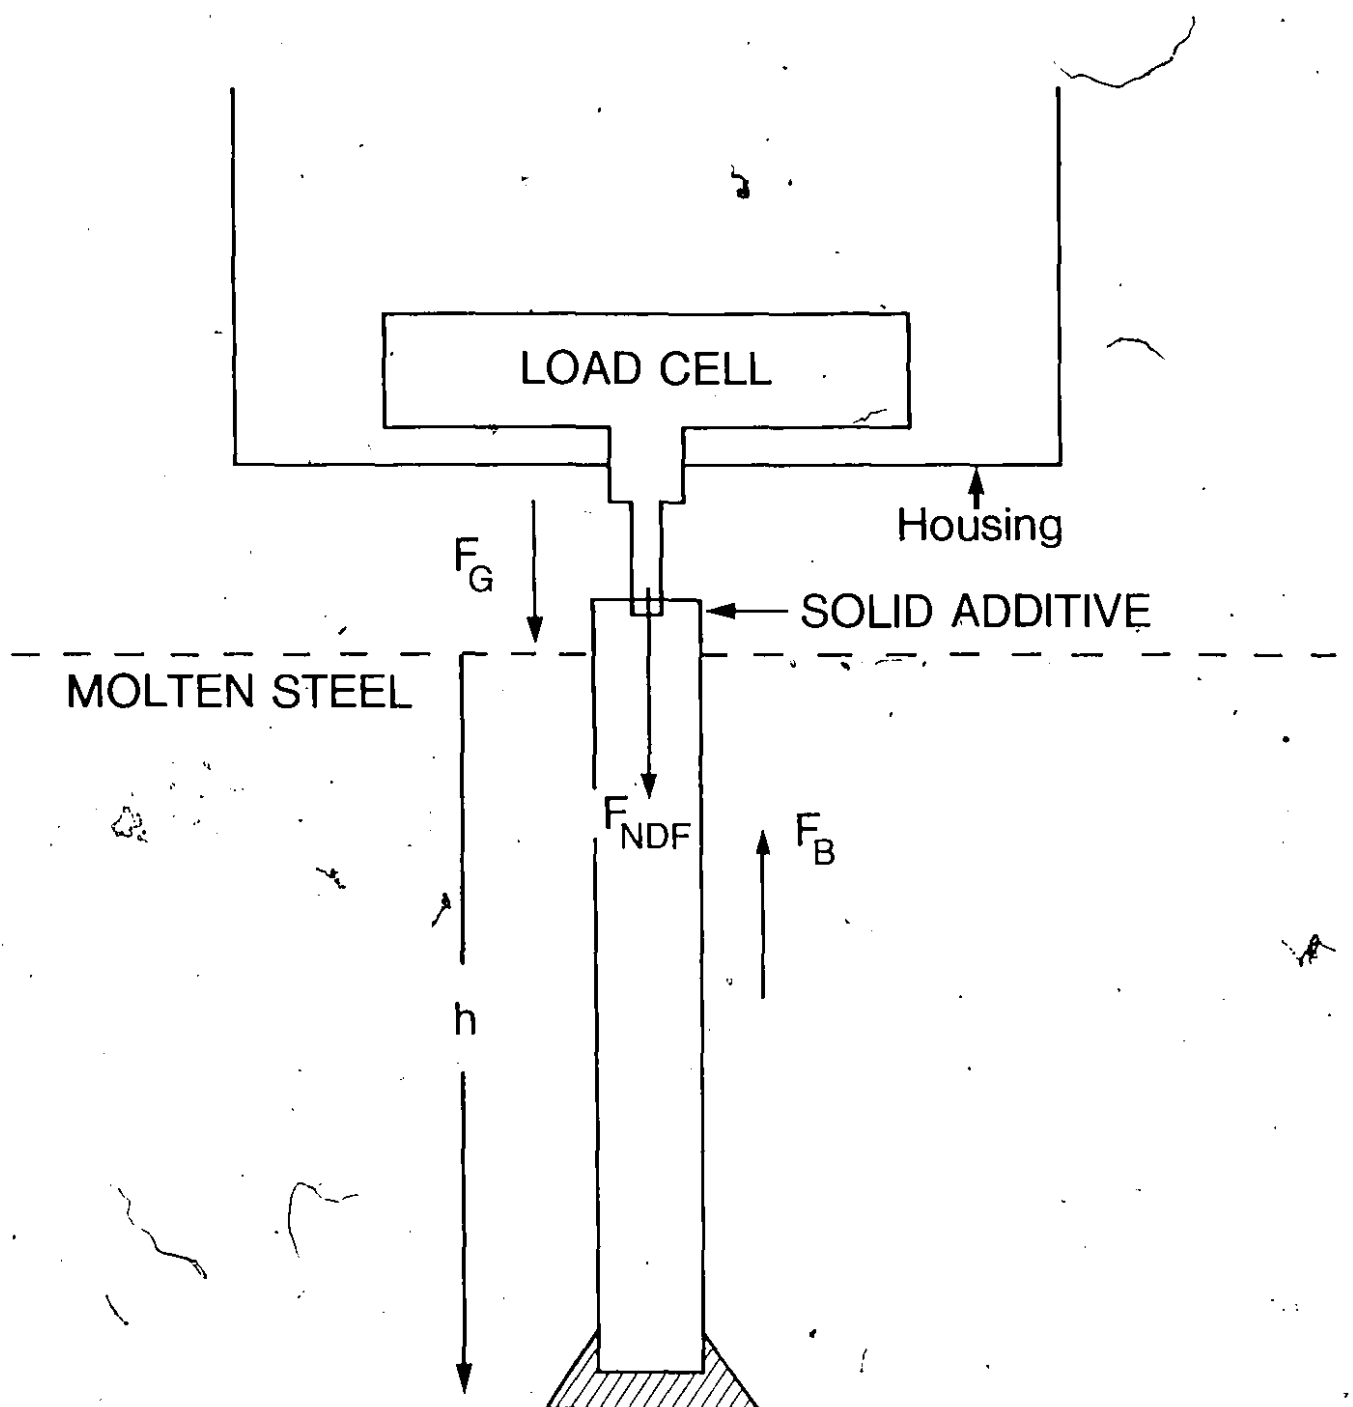 LOAD CELL
Housing
F_G
SOLID ADDITIVE
MOLTEN STEEL
F_NDF
F_B
h